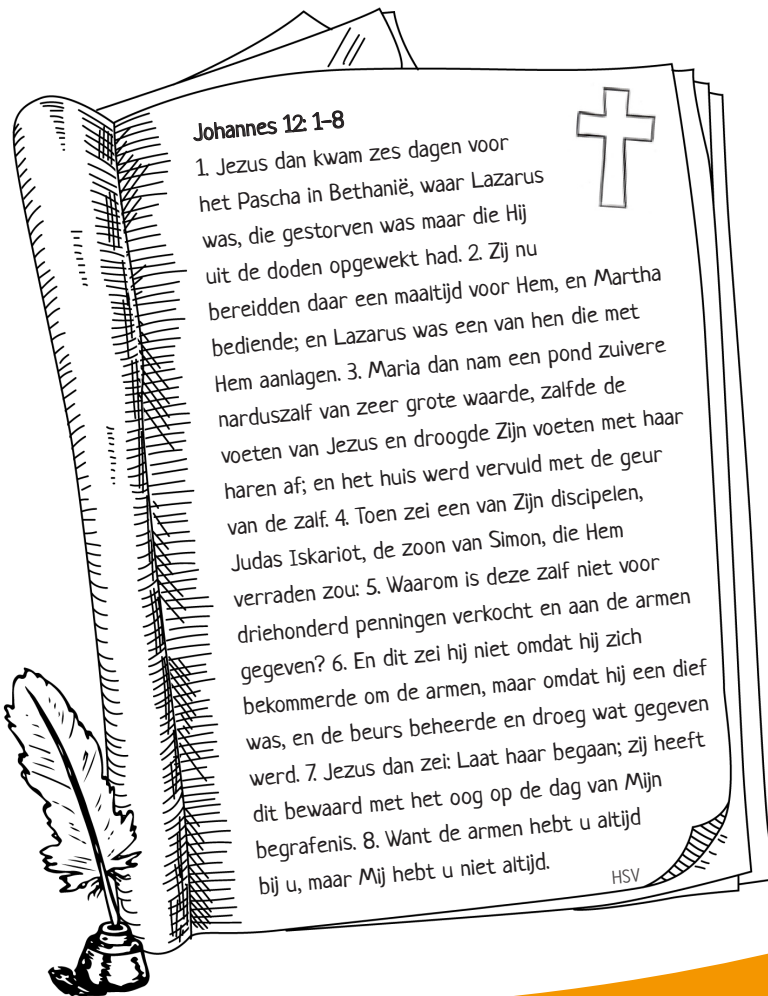 Johannes 12: 1-8
1. Jezus dan kwam zes dagen voor
het Pascha in Bethanië, waar Lazarus
was, die gestorven was maar die Hij
uit de doden opgewekt had. 2. Zij nu
bereidden daar een maaltijd voor Hem, en Martha
bediende; en Lazarus was een van hen die met
Hem aanlagen. 3. Maria dan nam een pond zuivere
narduszalf van zeer grote waarde, zalfde de
voeten van Jezus en droogde Zijn voeten met haar
haren af; en het huis werd vervuld met de geur
van de zalf. 4. Toen zei een van Zijn discipelen,
Judas Iskariot, de zoon van Simon, die Hem
verraden zou: 5. Waarom is deze zalf niet voor
driehonderd penningen verkocht en aan de armen
gegeven? 6. En dit zei hij niet omdat hij zich
bekommerde om de armen, maar omdat hij een dief
was, en de beurs beheerde en droeg wat gegeven
werd. 7. Jezus dan zei: Laat haar begaan; zij heeft
dit bewaard met het oog op de dag van Mijn
begrafenis. 8. Want de armen hebt u altijd
bij u, maar Mij hebt u niet altijd.
HSV